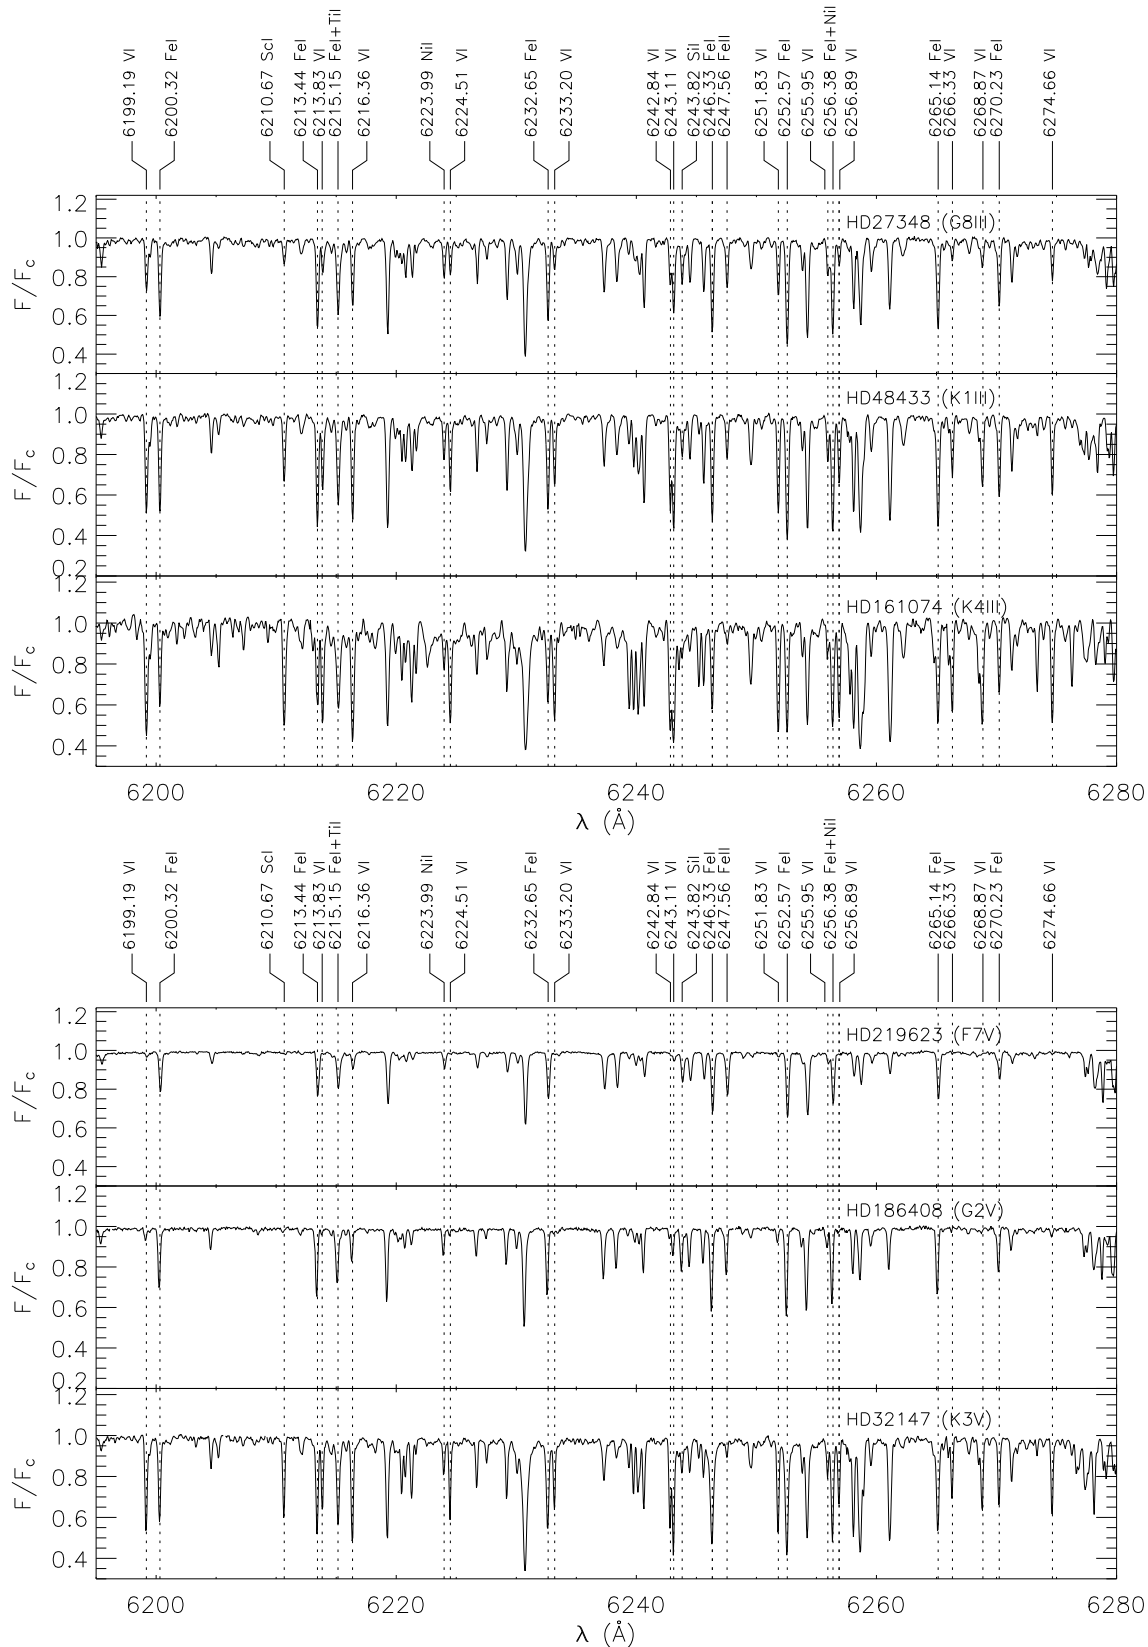 6199.19 VI
6200.32 FeI
6210.67 ScI
6213.44 FeI
6213.83 VI
6215.15 FeI+TiI
6216.36 VI
6223.99 NiI
6224.51 VI
6232.65 FeI
6233.20 VI
6242.84 VI
6243.11 VI
6243.82 SiI
6246.33 FeI
6247.56 FeII
6251.83 VI
6252.57 FeI
6255.95 VI
6256.38 FeI+NiI
6256.89 VI
6265.14 FeI
6266.33 VI
6268.87 VI
6270.23 FeI
6274.66 VI
1.2
1.0
0.8
0.6
0.4
F/Fc
HD27348 (G8III)
1.2
1.0
0.8
0.6
0.4
0.2
F/Fc
HD48433 (K1III)
1.2
1.0
0.8
0.6
0.4
F/Fc
HD161074 (K4III)
6200 6220 6240 6260 6280
λ (Å)
6199.19 VI
6200.32 FeI
6210.67 ScI
6213.44 FeI
6213.83 VI
6215.15 FeI+TiI
6216.36 VI
6223.99 NiI
6224.51 VI
6232.65 FeI
6233.20 VI
6242.84 VI
6243.11 VI
6243.82 SiI
6246.33 FeI
6247.56 FeII
6251.83 VI
6252.57 FeI
6255.95 VI
6256.38 FeI+NiI
6256.89 VI
6265.14 FeI
6266.33 VI
6268.87 VI
6270.23 FeI
6274.66 VI
1.2
1.0
0.8
0.6
0.4
F/Fc
HD219623 (F7V)
1.2
1.0
0.8
0.6
0.4
0.2
F/Fc
HD186408 (G2V)
1.2
1.0
0.8
0.6
0.4
F/Fc
HD32147 (K3V)
6200 6220 6240 6260 6280
λ (Å)